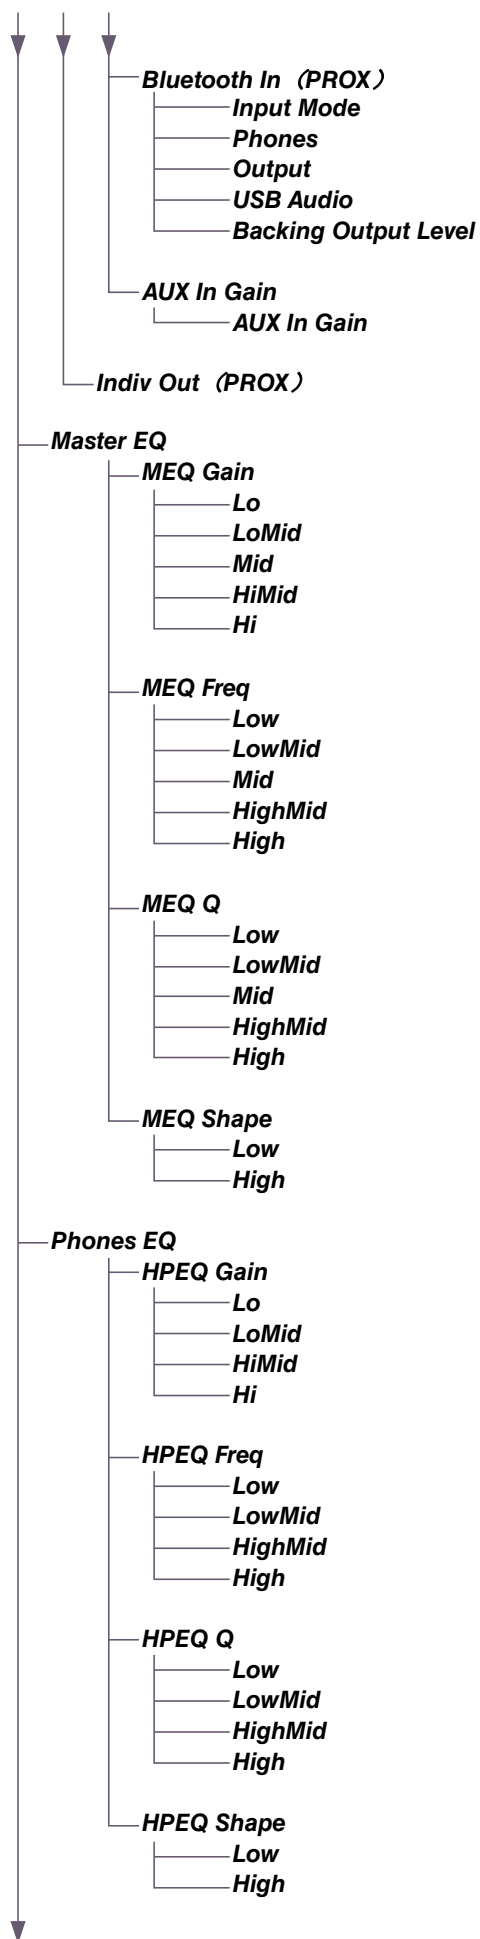 Bluetooth In（PROX）
Input Mode
Phones
Output
USB Audio
Backing Output Level
AUX In Gain
AUX In Gain
Indiv Out（PROX）
Master EQ
MEQ Gain
Lo
LoMid
Mid
HiMid
Hi
MEQ Freq
Low
LowMid
Mid
HighMid
High
MEQ Q
Low
LowMid
Mid
HighMid
High
MEQ Shape
Low
High
Phones EQ
HPEQ Gain
Lo
LoMid
HiMid
Hi
HPEQ Freq
Low
LowMid
HighMid
High
HPEQ Q
Low
LowMid
HighMid
High
HPEQ Shape
Low
High